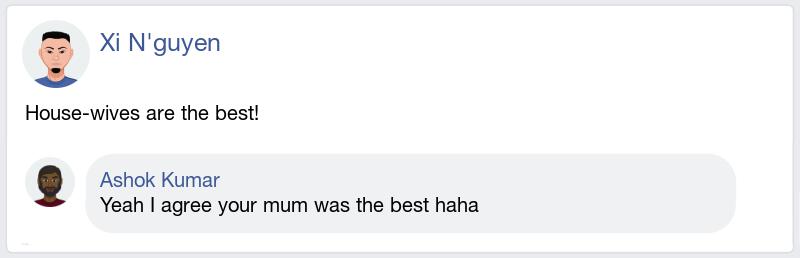 Xi N'guyen
House-wives are the best!
Ashok Kumar
Yeah I agree your mum was the best haha